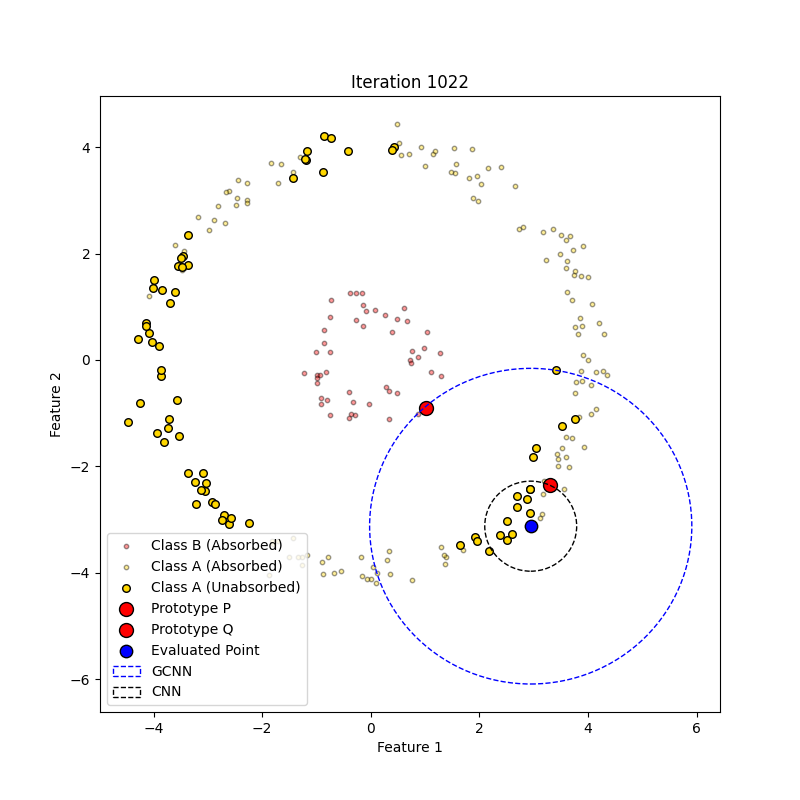 Iteration 1022
Feature 2
4
2
0
−2
−4
−6
Class B (Absorbed)
Class A (Absorbed)
Class A (Unabsorbed)
Prototype P
Prototype Q
Evaluated Point
GCNN
CNN
−4 −2 0 2 4 6
Feature 1